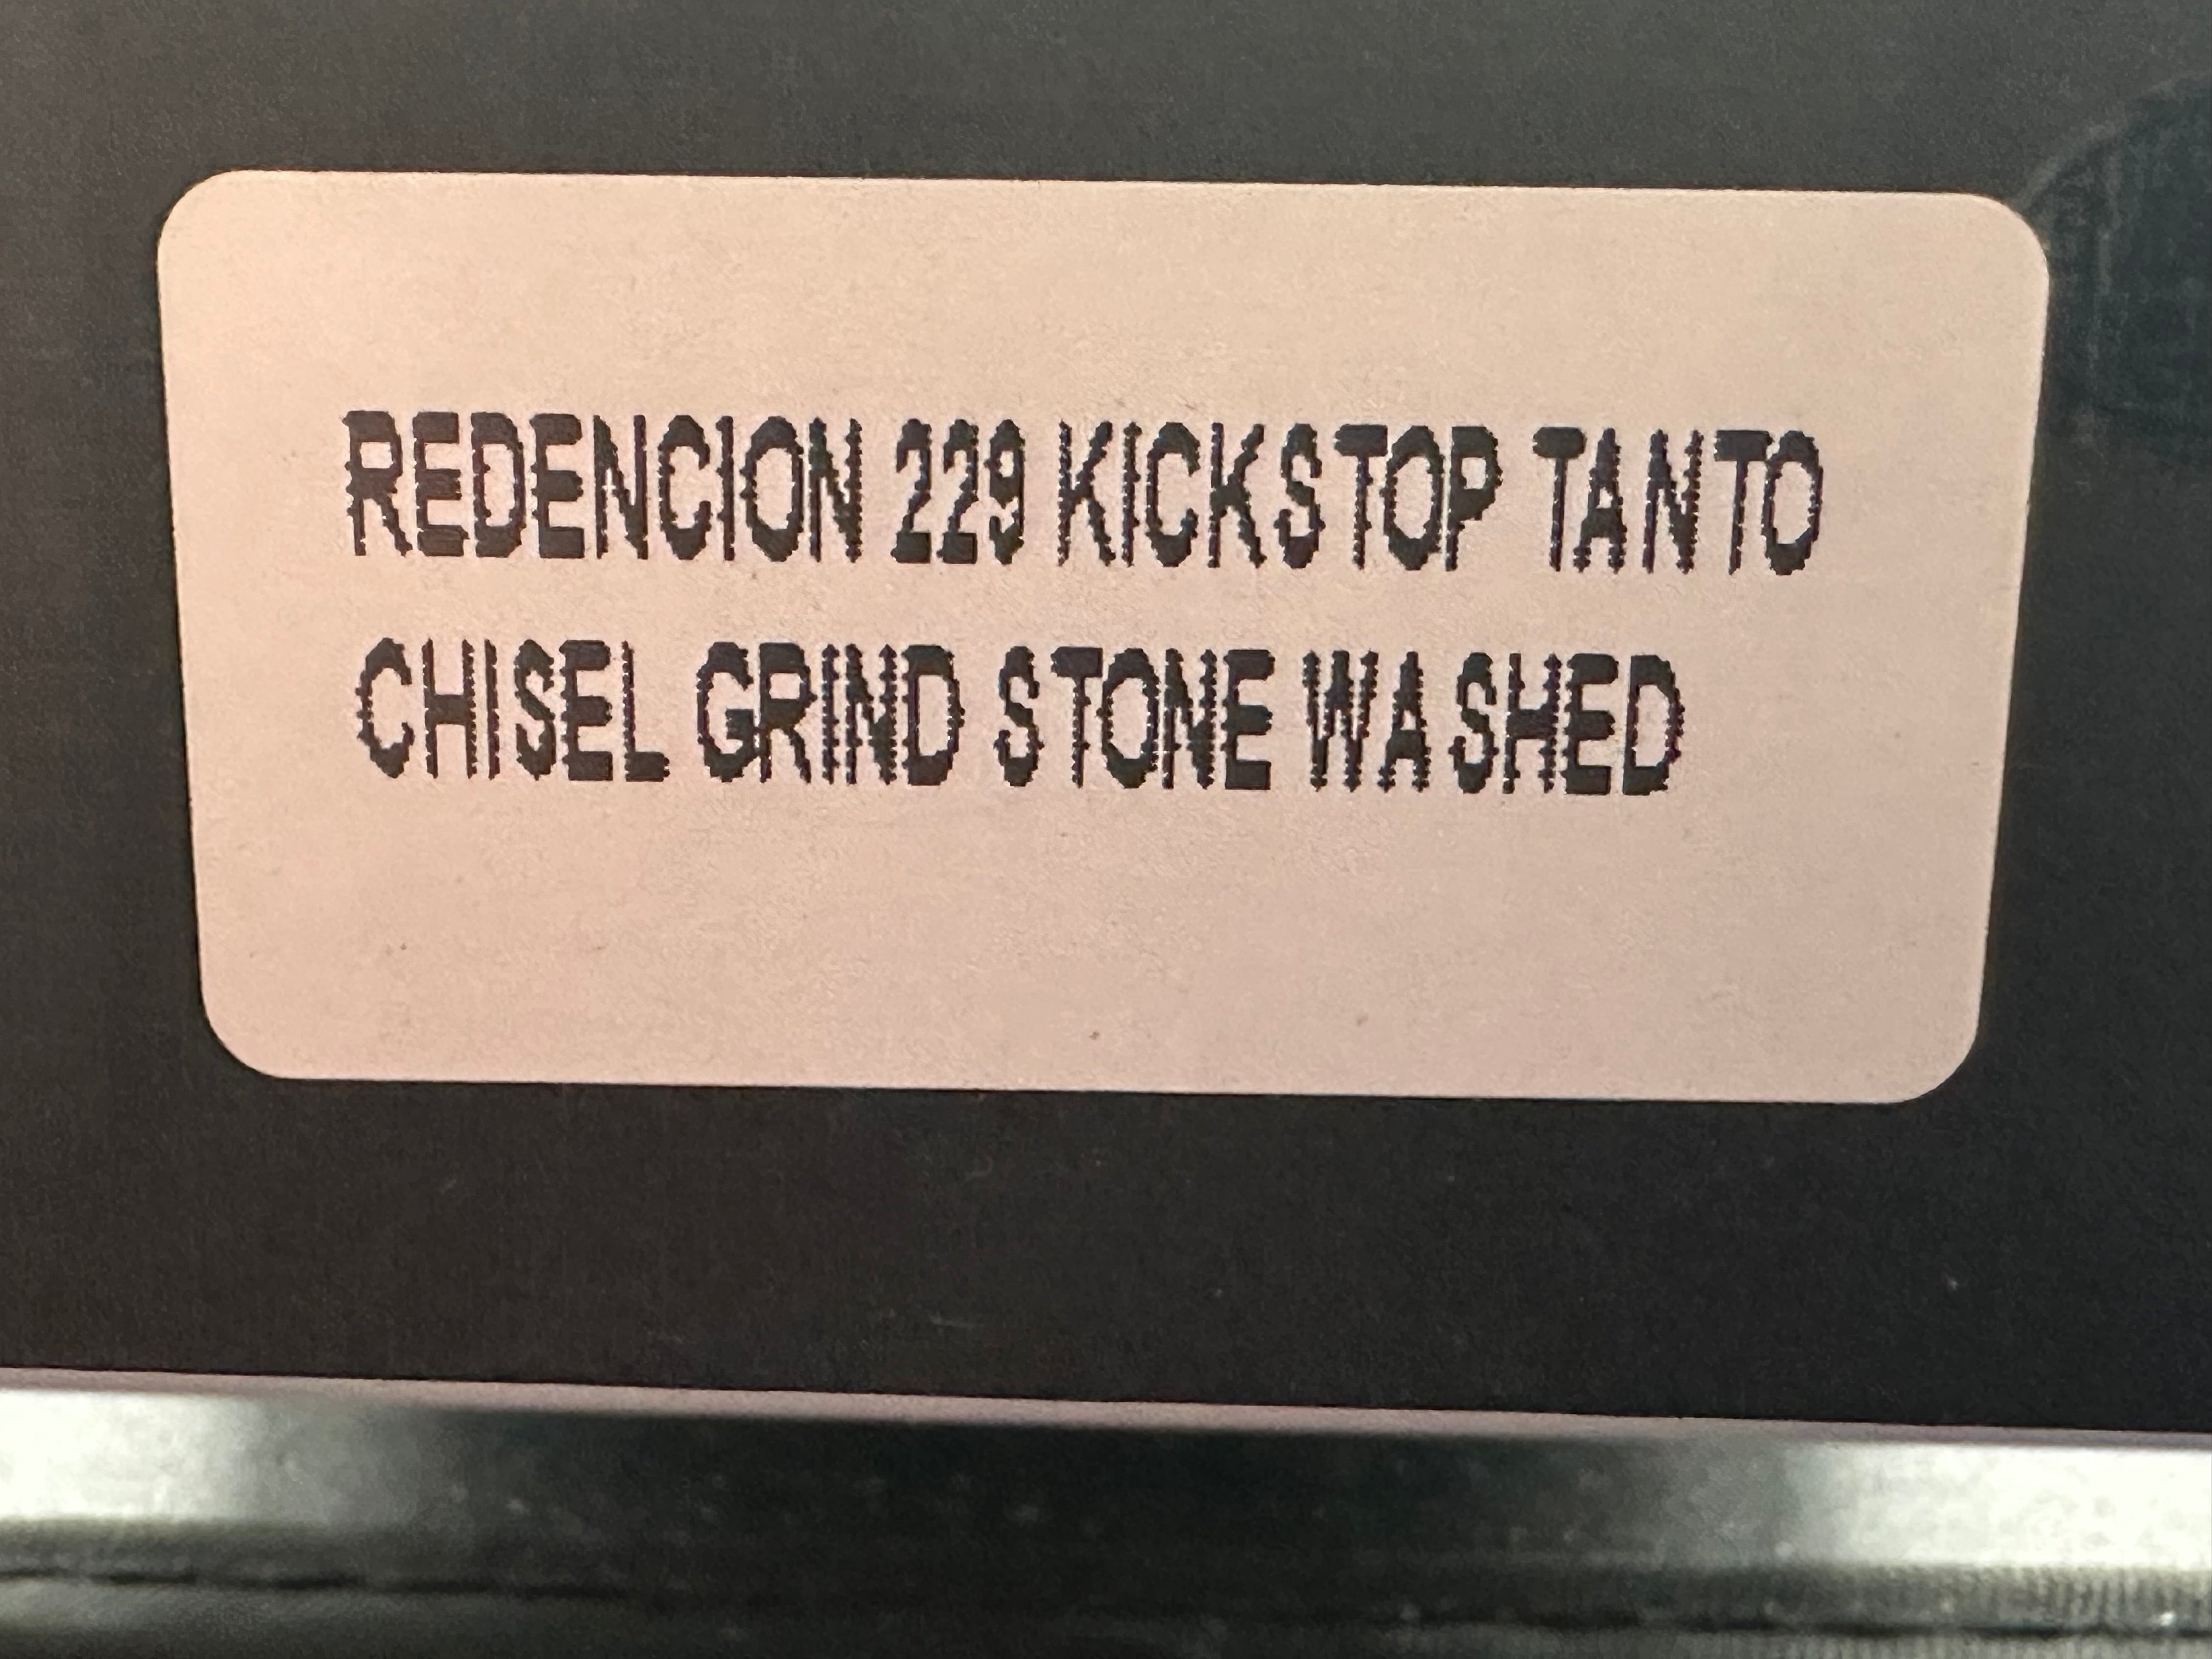 REDENCION 229 KICKSTOP TANTO
CHISEL GRIND STONE WASHED